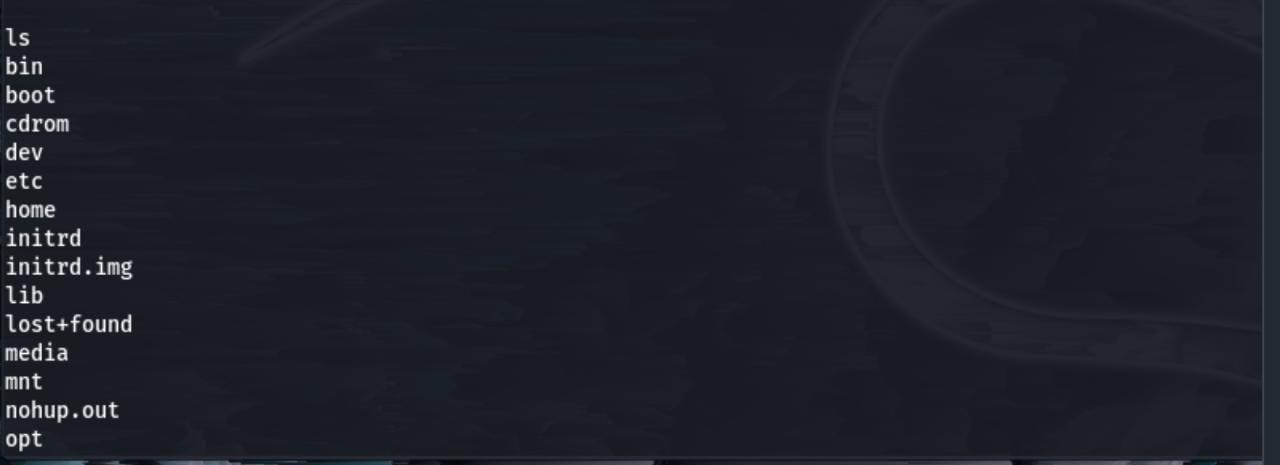 ls
bin
boot
cdrom
dev
etc
home
initrd
initrd.img
lib
lost+found
media
mnt
nohup.out
opt